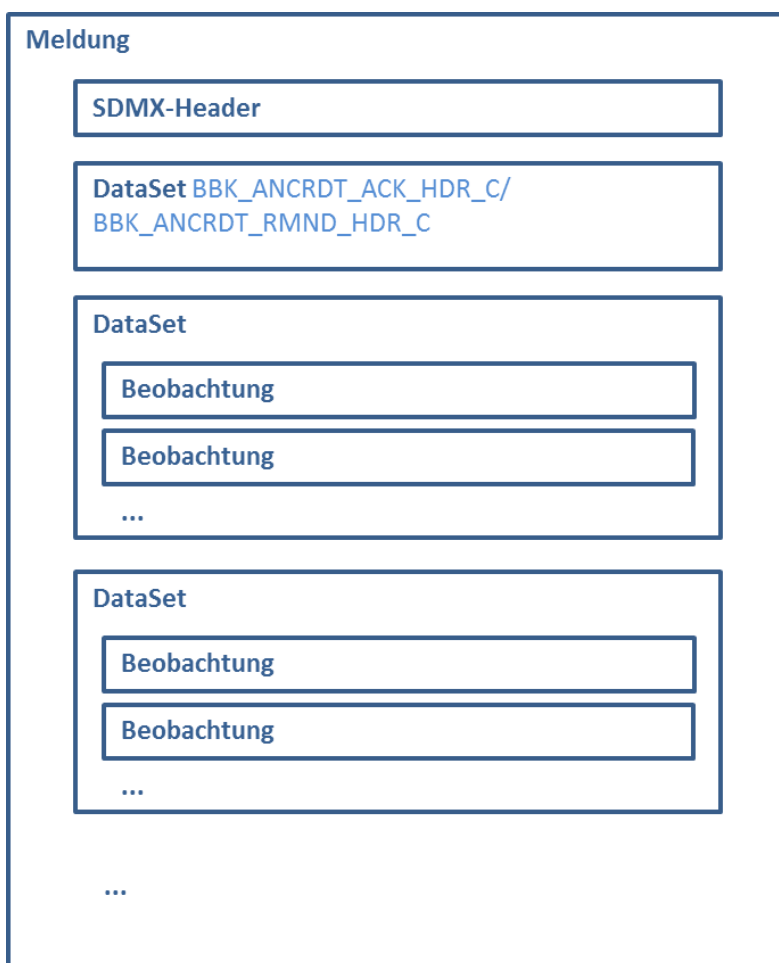 Meldung
SDMX-Header
DataSet BBK_ANCRDT_ACK_HDR_C/
BBK_ANCRDT_RMND_HDR_C
DataSet
Beobachtung
Beobachtung
...
DataSet
Beobachtung
Beobachtung
...
...